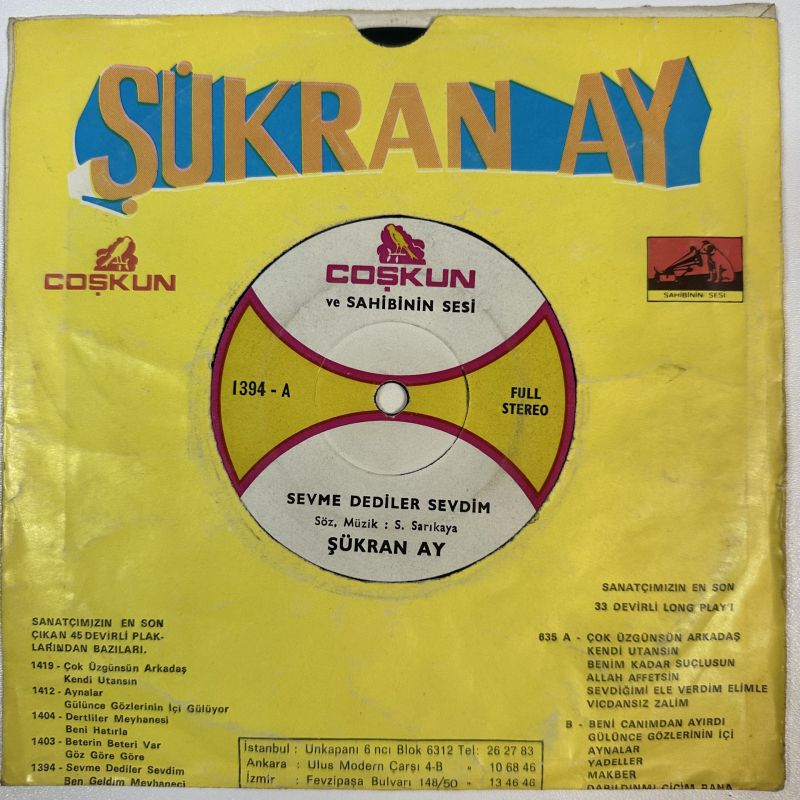 ŞÜKRAN AY
COŞKUN
SAHİBİNİN SESİ
COŞKUN
ve SAHİBİNİN SESİ
1394 - A
FULL
STEREO
SEVME DEDİLER SEVDİM
Söz, Müzik : S. Sarıkaya
ŞÜKRAN AY
SANATÇIMIZIN EN SON
ÇIKAN 45 DEVİRLİ PLAK-
LARINDAN BAZILARI.
1419 - Çok Üzgünsün Arkadaş
Kendi Utansın
1412 - Aynalar
Gülünce Gözlerinin İçi Gülüyor
1404 - Dertliler Meyhanesi
Beni Hatırla
1403 - Beterin Beteri Var
Göz Göre Göre
1394 - Sevme Dediler Sevdim
Ben Geldim Meyhaneci
İstanbul : Unkapanı 6 ncı Blok 6312 Tel: 26 27 83
Ankara : Ulus Modern Çarşı 4-B " 10 68 46
İzmir : Fevzipaşa Bulvarı 148/50 " 13 46 46
SANATÇIMIZIN EN SON
33 DEVİRLİ LONG PLAY'İ
635 A - ÇOK ÜZGÜNSÜN ARKADAŞ
KENDİ UTANSIN
BENİM KADAR SUÇLUSUN
ALLAH AFFETSİN
SEVDİĞİMİ ELE VERDİM ELİMLE
VİCDANSIZ ZALİM
B - BENİ CANIMDAN AYIRDI
GÜLÜNCE GÖZLERİNİN İÇİ
AYNALAR
YADELLER
MAKBER